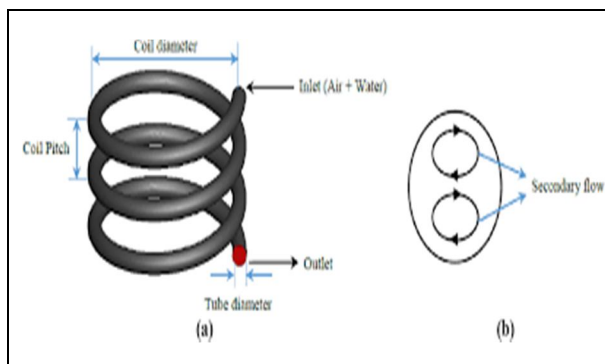 Coil diameter
Inlet (Air + Water)
Coil Pitch
Secondary flow
Outlet
Tube diameter
(a)
(b)